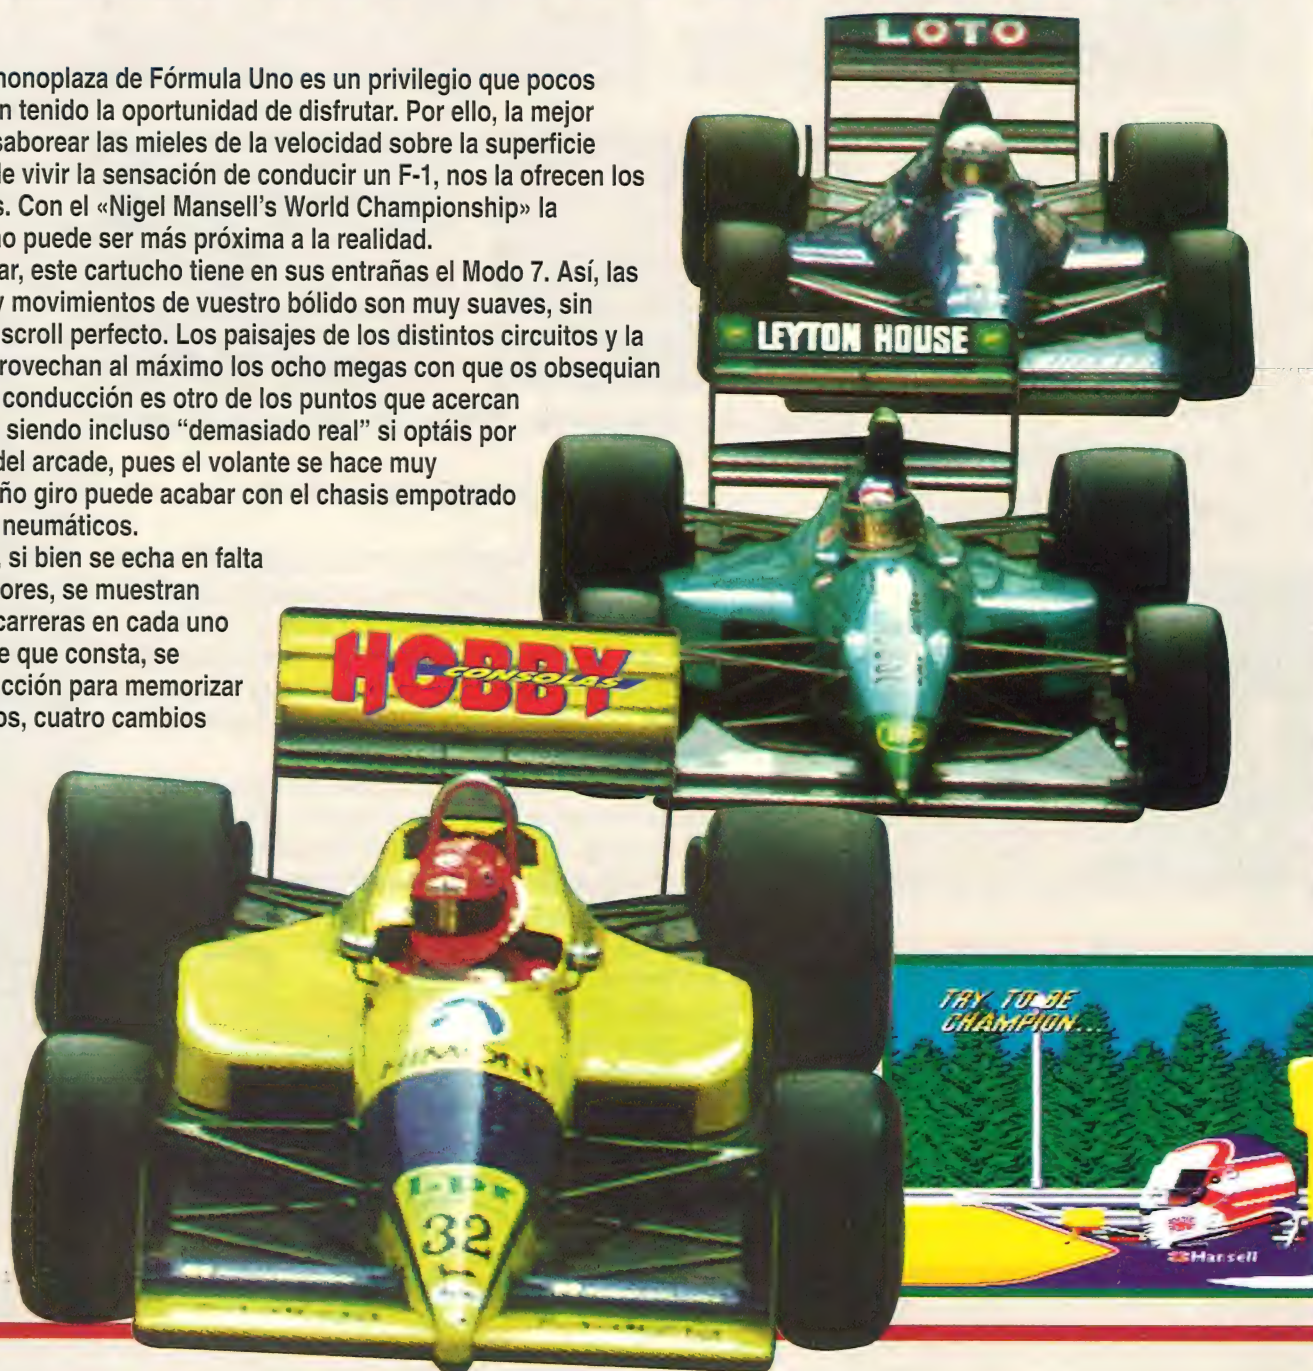 monoplaza de Fórmula Uno es un privilegio que pocos
n tenido la oportunidad de disfrutar. Por ello, la mejor
saborear las mieles de la velocidad sobre la superficie
de vivir la sensación de conducir un F-1, nos la ofrecen los
s. Con el «Nigel Mansell's World Championship» la
no puede ser más próxima a la realidad.
ar, este cartucho tiene en sus entrañas el Modo 7. Así, las
y movimientos de vuestro bólido son muy suaves, sin
scroll perfecto. Los paisajes de los distintos circuitos y la
rovechan al máximo los ocho megas con que os obsequian
conducción es otro de los puntos que acercan
siendo incluso "demasiado real" si optáis por
del arcade, pues el volante se hace muy
ño giro puede acabar con el chasis empotrado
neumáticos.
, si bien se echa en falta
ores, se muestran
carreras en cada uno
e que consta, se
cción para memorizar
os, cuatro cambios
LOTO
LEYTON HOUSE
HOBBY
CONSOLAS
32
TRY TO BE
CHAMPION...
Mansell